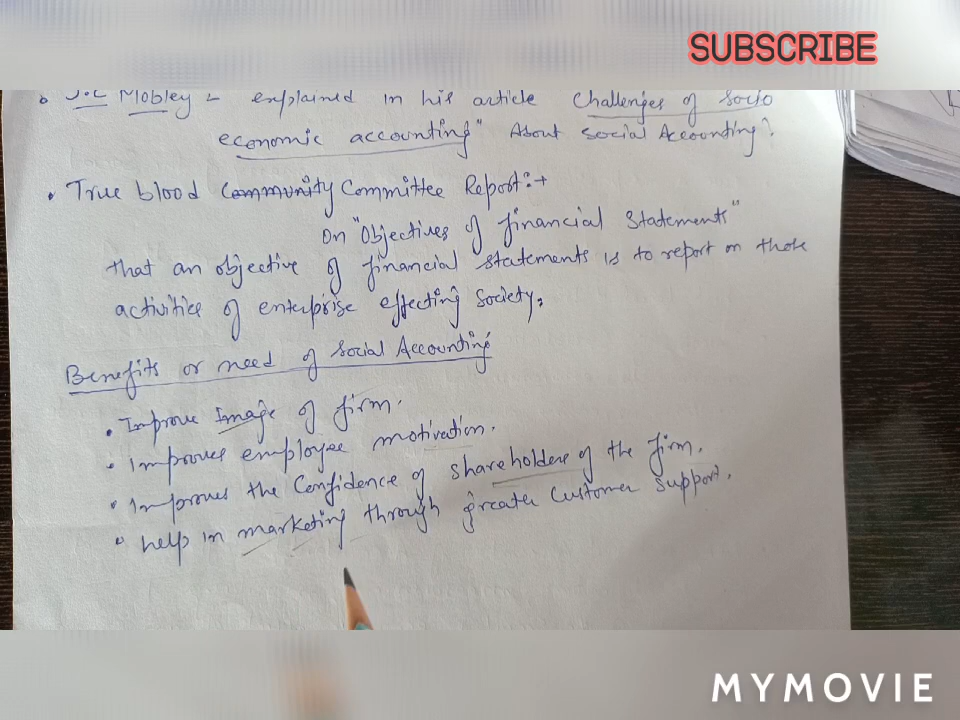 SUBSCRIBE
• J.C Mobley - explained in his article Challenges of Socio
economic accounting" About Social Accounting?
• True blood Community Committee Report:→
On "Objectives of financial Statements"
that an objective of financial statements is to report on those
activities of enterprise effecting Society.
Benefits or need of Social Accounting
• Improve Image of firm.
• Improves employee motivation.
• Improves the Confidence of shareholders of the firm.
• help in marketing through greater Customer Support.
MYMOVIE